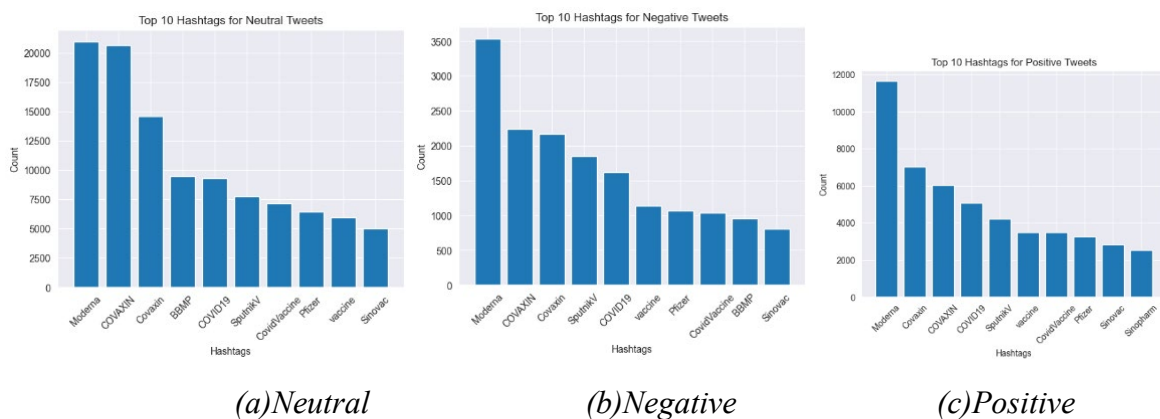 Top 10 Hashtags for Neutral Tweets
20000
17500
15000
12500
10000
7500
5000
2500
0
Count
Moderna
COVAXIN
Covaxin
BBMP
COVID19
SputnikV
CovidVaccine
Pfizer
vaccine
Sinovac
Hashtags
(a)Neutral
Top 10 Hashtags for Negative Tweets
3500
3000
2500
2000
1500
1000
500
0
Count
Moderna
COVAXIN
Covaxin
SputnikV
COVID19
vaccine
Pfizer
CovidVaccine
BBMP
Sinovac
Hashtags
(b)Negative
Top 10 Hashtags for Positive Tweets
12000
10000
8000
6000
4000
2000
0
Count
Moderna
Covaxin
COVAXIN
COVID19
SputnikV
vaccine
CovidVaccine
Pfizer
Sinovac
Sinopharm
Hashtags
(c)Positive